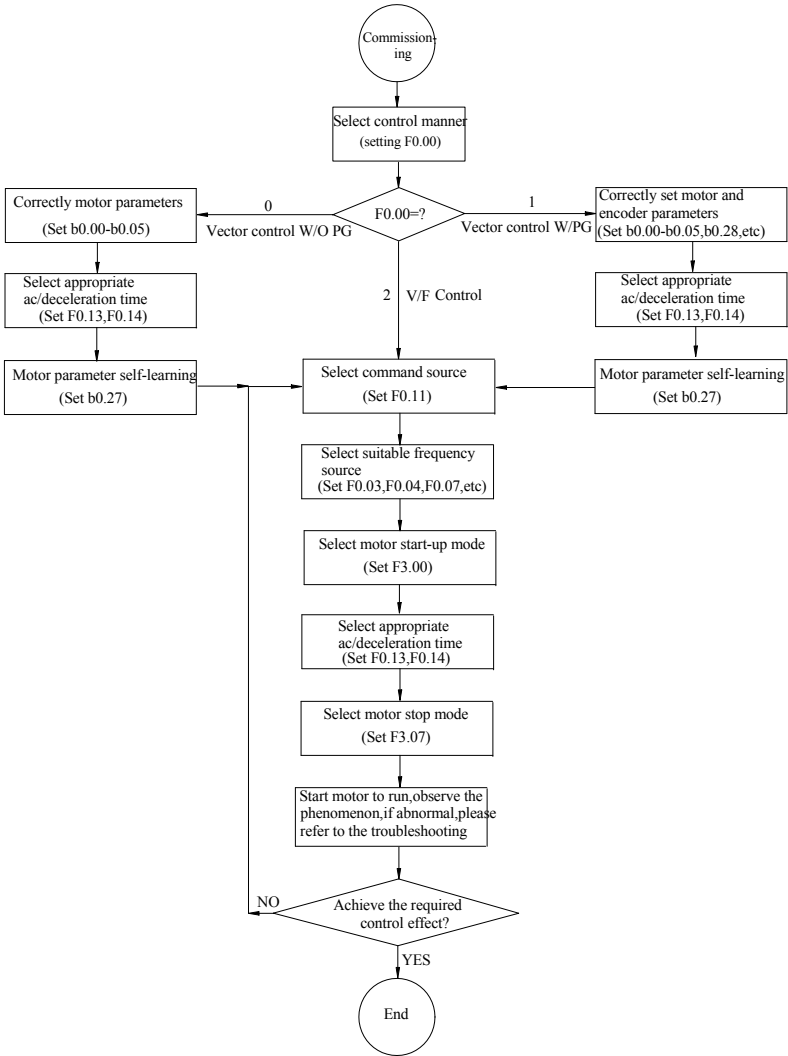 Commission-
ing
Select control manner
(setting F0.00)
F0.00=?
0
Vector control W/O PG
1
Vector control W/PG
2 V/F Control
Correctly motor parameters
(Set b0.00-b0.05)
Select appropriate
ac/deceleration time
(Set F0.13,F0.14)
Motor parameter self-learning
(Set b0.27)
Correctly set motor and
encoder parameters
(Set b0.00-b0.05,b0.28,etc)
Select appropriate
ac/deceleration time
(Set F0.13,F0.14)
Motor parameter self-learning
(Set b0.27)
Select command source
(Set F0.11)
Select suitable frequency
source
(Set F0.03,F0.04,F0.07,etc)
Select motor start-up mode
(Set F3.00)
Select appropriate
ac/deceleration time
(Set F0.13,F0.14)
Select motor stop mode
(Set F3.07)
Start motor to run,observe the
phenomenon,if abnormal,please
refer to the troubleshooting
NO
Achieve the required
control effect?
YES
End